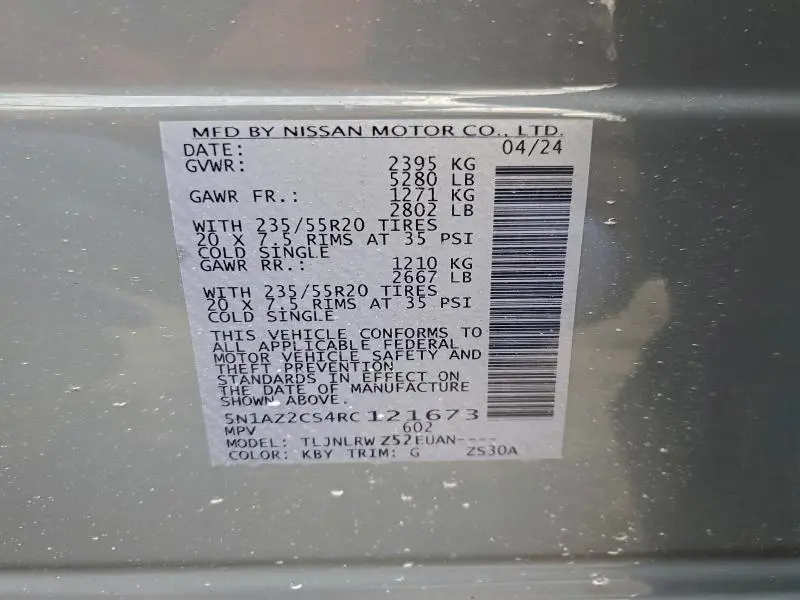 MFD BY NISSAN MOTOR CO., LTD.
DATE: 04/24
GVWR: 2395 KG
5280 LB
GAWR FR.: 1271 KG
2802 LB
WITH 235/55R20 TIRES
20 X 7.5 RIMS AT 35 PSI
COLD SINGLE
GAWR RR.: 1210 KG
2667 LB
WITH 235/55R20 TIRES
20 X 7.5 RIMS AT 35 PSI
COLD SINGLE
THIS VEHICLE CONFORMS TO
ALL APPLICABLE FEDERAL
MOTOR VEHICLE SAFETY AND
THEFT PREVENTION
STANDARDS IN EFFECT ON
THE DATE OF MANUFACTURE
SHOWN ABOVE.
5N1AZ2CS4RC121673
MPV 602
MODEL: TLJNLRWZ52EUAN----
COLOR: KBY TRIM: G ZS30A